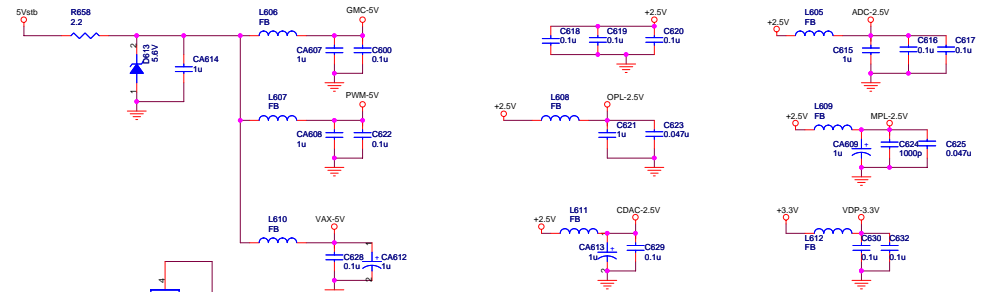 5Vstb
R658
2.2
L606
FB
GMC-5V
2
D613
5.6V
1
CA614
1u
CA607
1u
C600
0.1u
L607
FB
PWM-5V
CA608
1u
C622
0.1u
L610
FB
VAX-5V
C628
0.1u
1
+
CA612
1u
2
4
+2.5V
C618
0.1u
C619
0.1u
C620
0.1u
+2.5V
L608
FB
OPL-2.5V
C621
1u
C623
0.047u
+2.5V
L611
FB
CDAC-2.5V
CA613
1u
1
+
2
C629
0.1u
+2.5V
L605
FB
ADC-2.5V
C615
1u
C616
0.1u
C617
0.1u
+2.5V
L609
FB
MPL-2.5V
CA609
1u
+
C624
1000p
C625
0.047u
+3.3V
L612
FB
VDP-3.3V
C630
0.1u
C632
0.1u